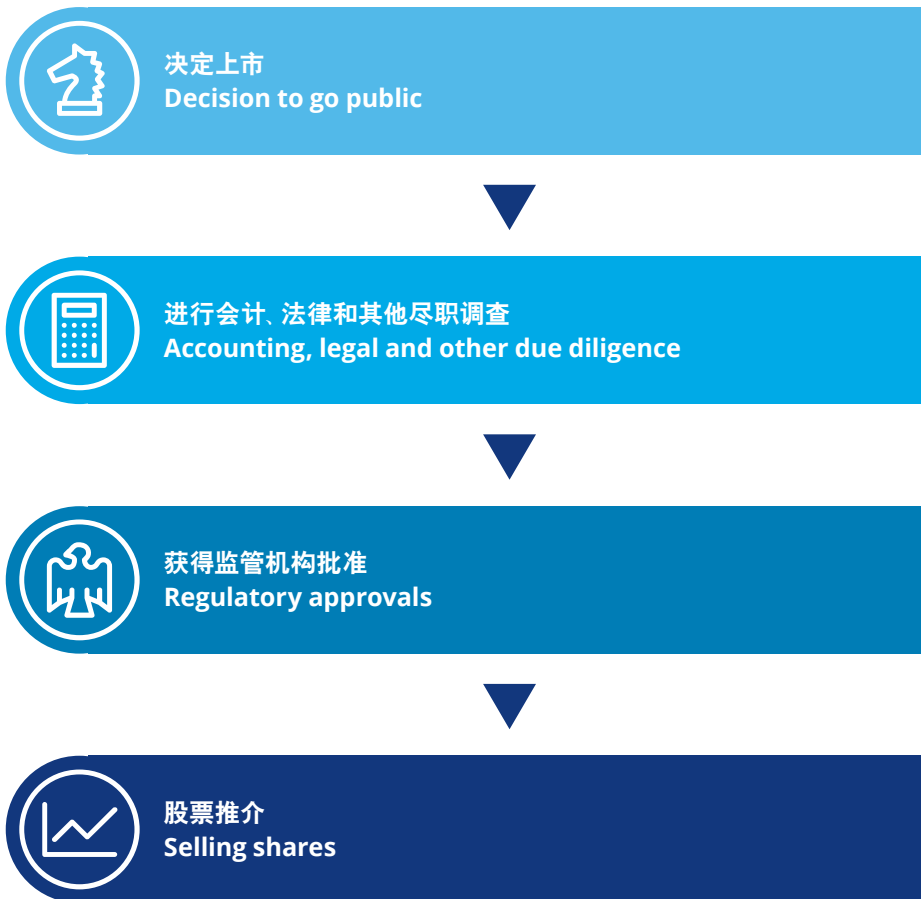 决定上市
Decision to go public
进行会计、法律和其他尽职调查
Accounting, legal and other due diligence
获得监管机构批准
Regulatory approvals
股票推介
Selling shares